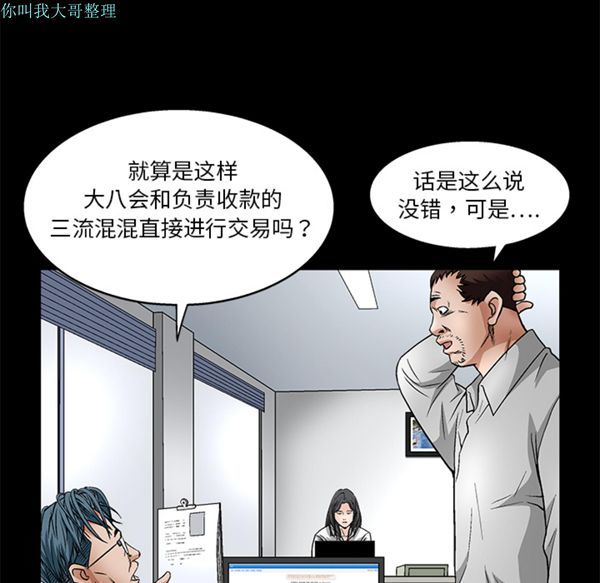 你叫我大哥整理
就算是这样
大八会和负责收款的
三流混混直接进行交易吗？
话是这么说
没错，可是....